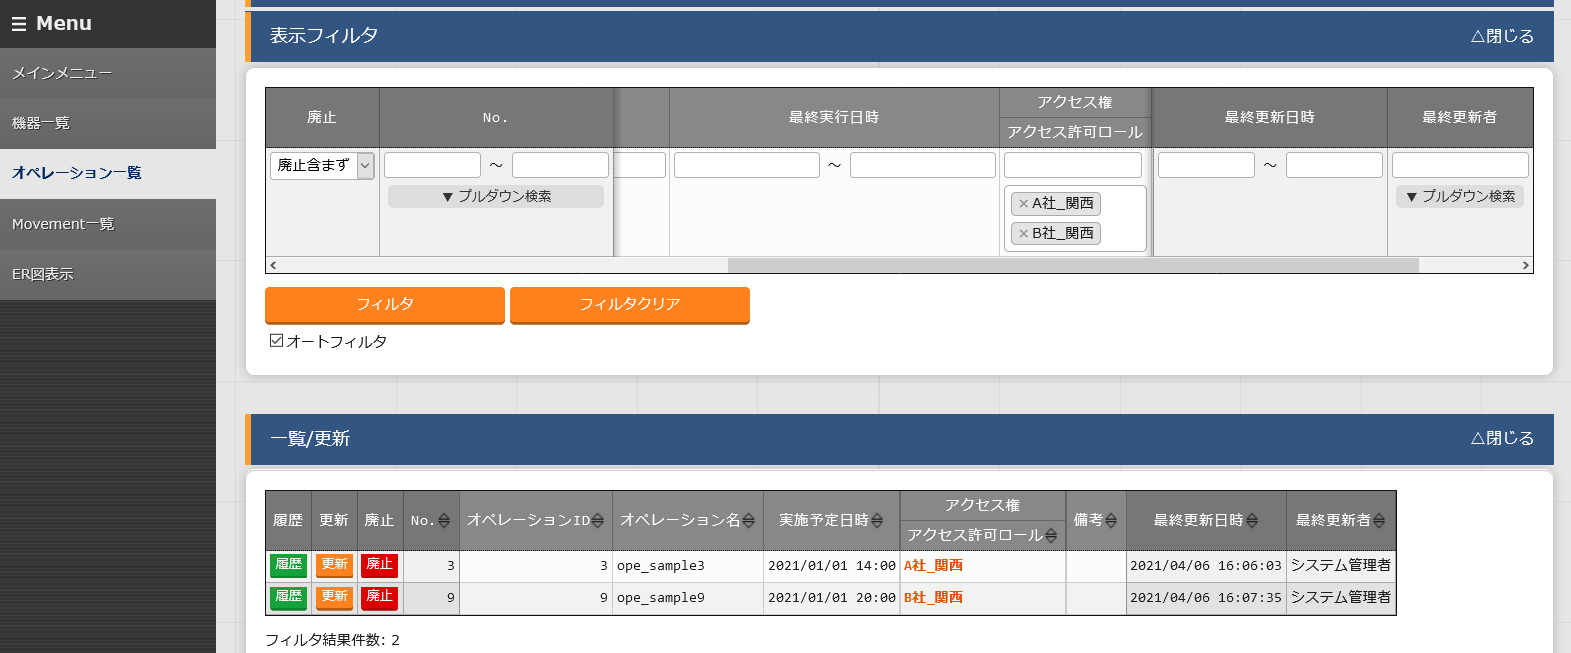 ☰ Menu
メインメニュー
機器一覧
オペレーション一覧
Movement一覧
ER図表示
表示フィルタ
△閉じる
廃止
No.
最終実行日時
アクセス権
アクセス許可ロール
最終更新日時
最終更新者
廃止含まず
～
～
～
▼ プルダウン検索
×A社_関西
×B社_関西
▼ プルダウン検索
フィルタ
フィルタクリア
オートフィルタ
一覧/更新
△閉じる
履歴 更新 廃止 No. オペレーションID オペレーション名 実施予定日時 アクセス権 備考 最終更新日時 最終更新者
アクセス許可ロール
履歴 更新 廃止 3 3 ope_sample3 2021/01/01 14:00 A社_関西 2021/04/06 16:06:03 システム管理者
履歴 更新 廃止 9 9 ope_sample9 2021/01/01 20:00 B社_関西 2021/04/06 16:07:35 システム管理者
フィルタ結果件数: 2